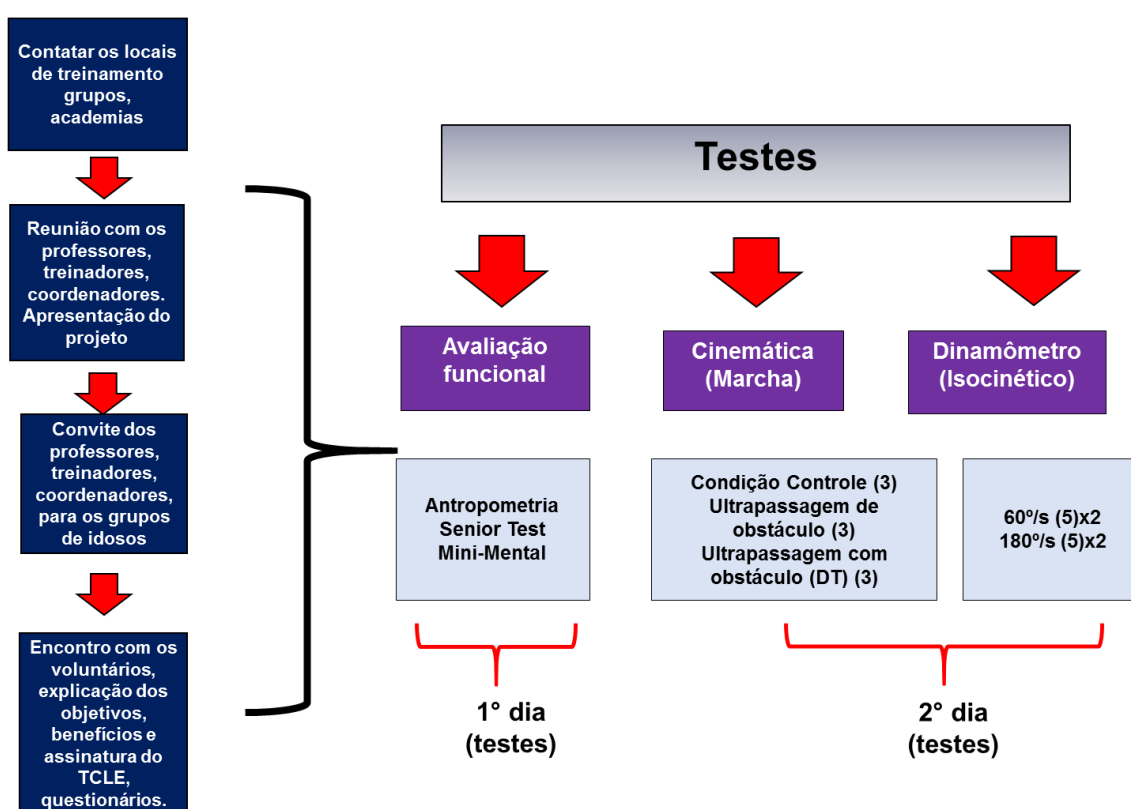 Contatar os locais
de treinamento
grupos,
academias
Reunião com os
professores,
treinadores,
coordenadores.
Apresentação do
projeto
Convite dos
professores,
treinadores,
coordenadores,
para os grupos
de idosos
Encontro com os
voluntários,
explicação dos
objetivos,
benefícios e
assinatura do
TCLE,
questionários.
Testes
Avaliação
funcional
Cinemática
(Marcha)
Dinamômetro
(Isocinético)
Antropometria
Senior Test
Mini-Mental
Condição Controle (3)
Ultrapassagem de
obstáculo (3)
Ultrapassagem com
obstáculo (DT) (3)
60º/s (5)x2
180º/s (5)x2
1° dia
(testes)
2° dia
(testes)